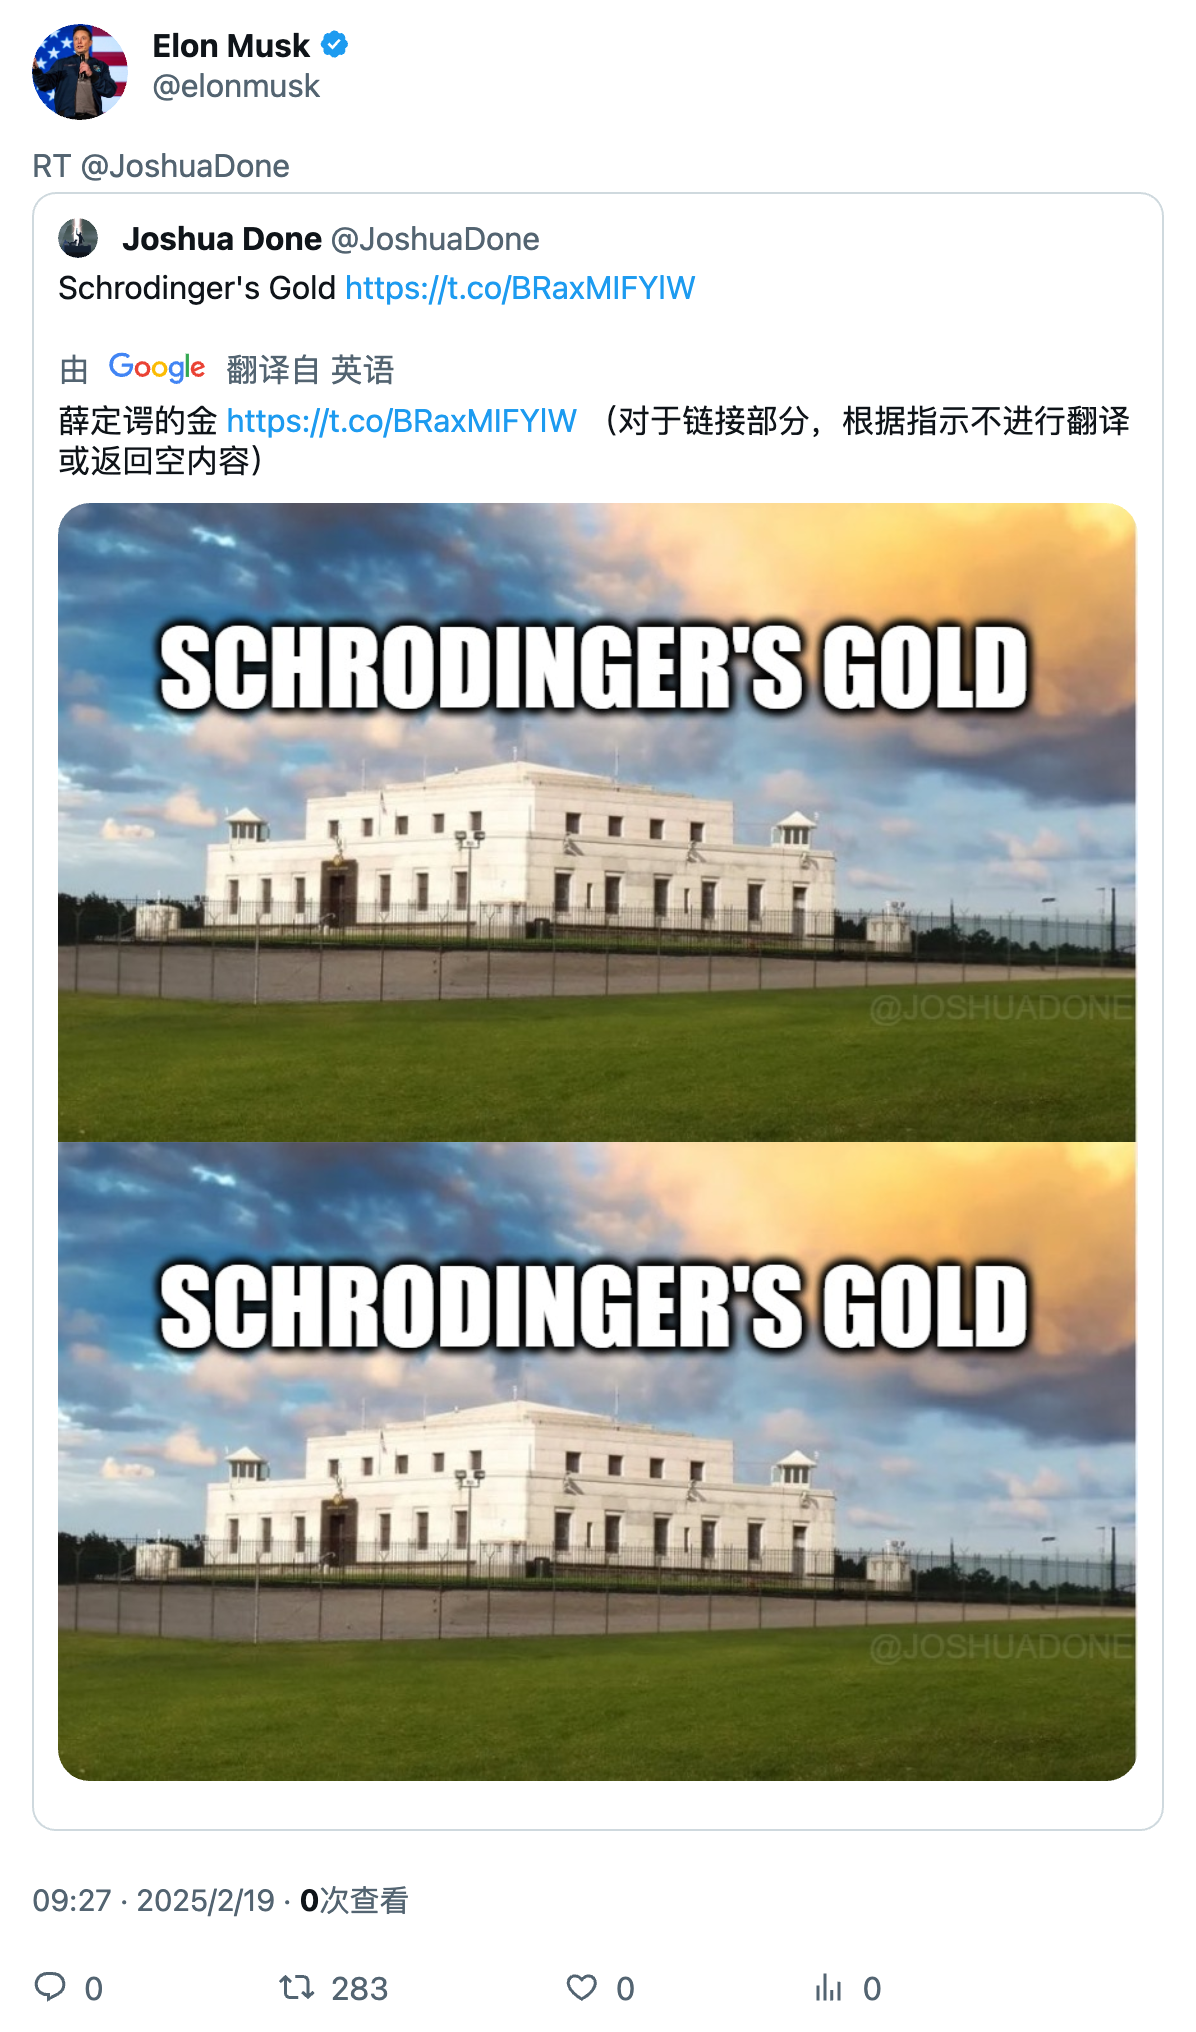 Elon Musk
@elonmusk
RT @JoshuaDone
Joshua Done @JoshuaDone
Schrodinger's Gold https://t.co/BRaxMIFYlW
由 Google 翻译自 英语
薛定谔的金 https://t.co/BRaxMIFYlW （对于链接部分，根据指示不进行翻译
或返回空内容）
SCHRODINGER'S GOLD
@JOSHUADONE
SCHRODINGER'S GOLD
@JOSHUADONE
09:27 · 2025/2/19 · 0次查看
0 283 0 0